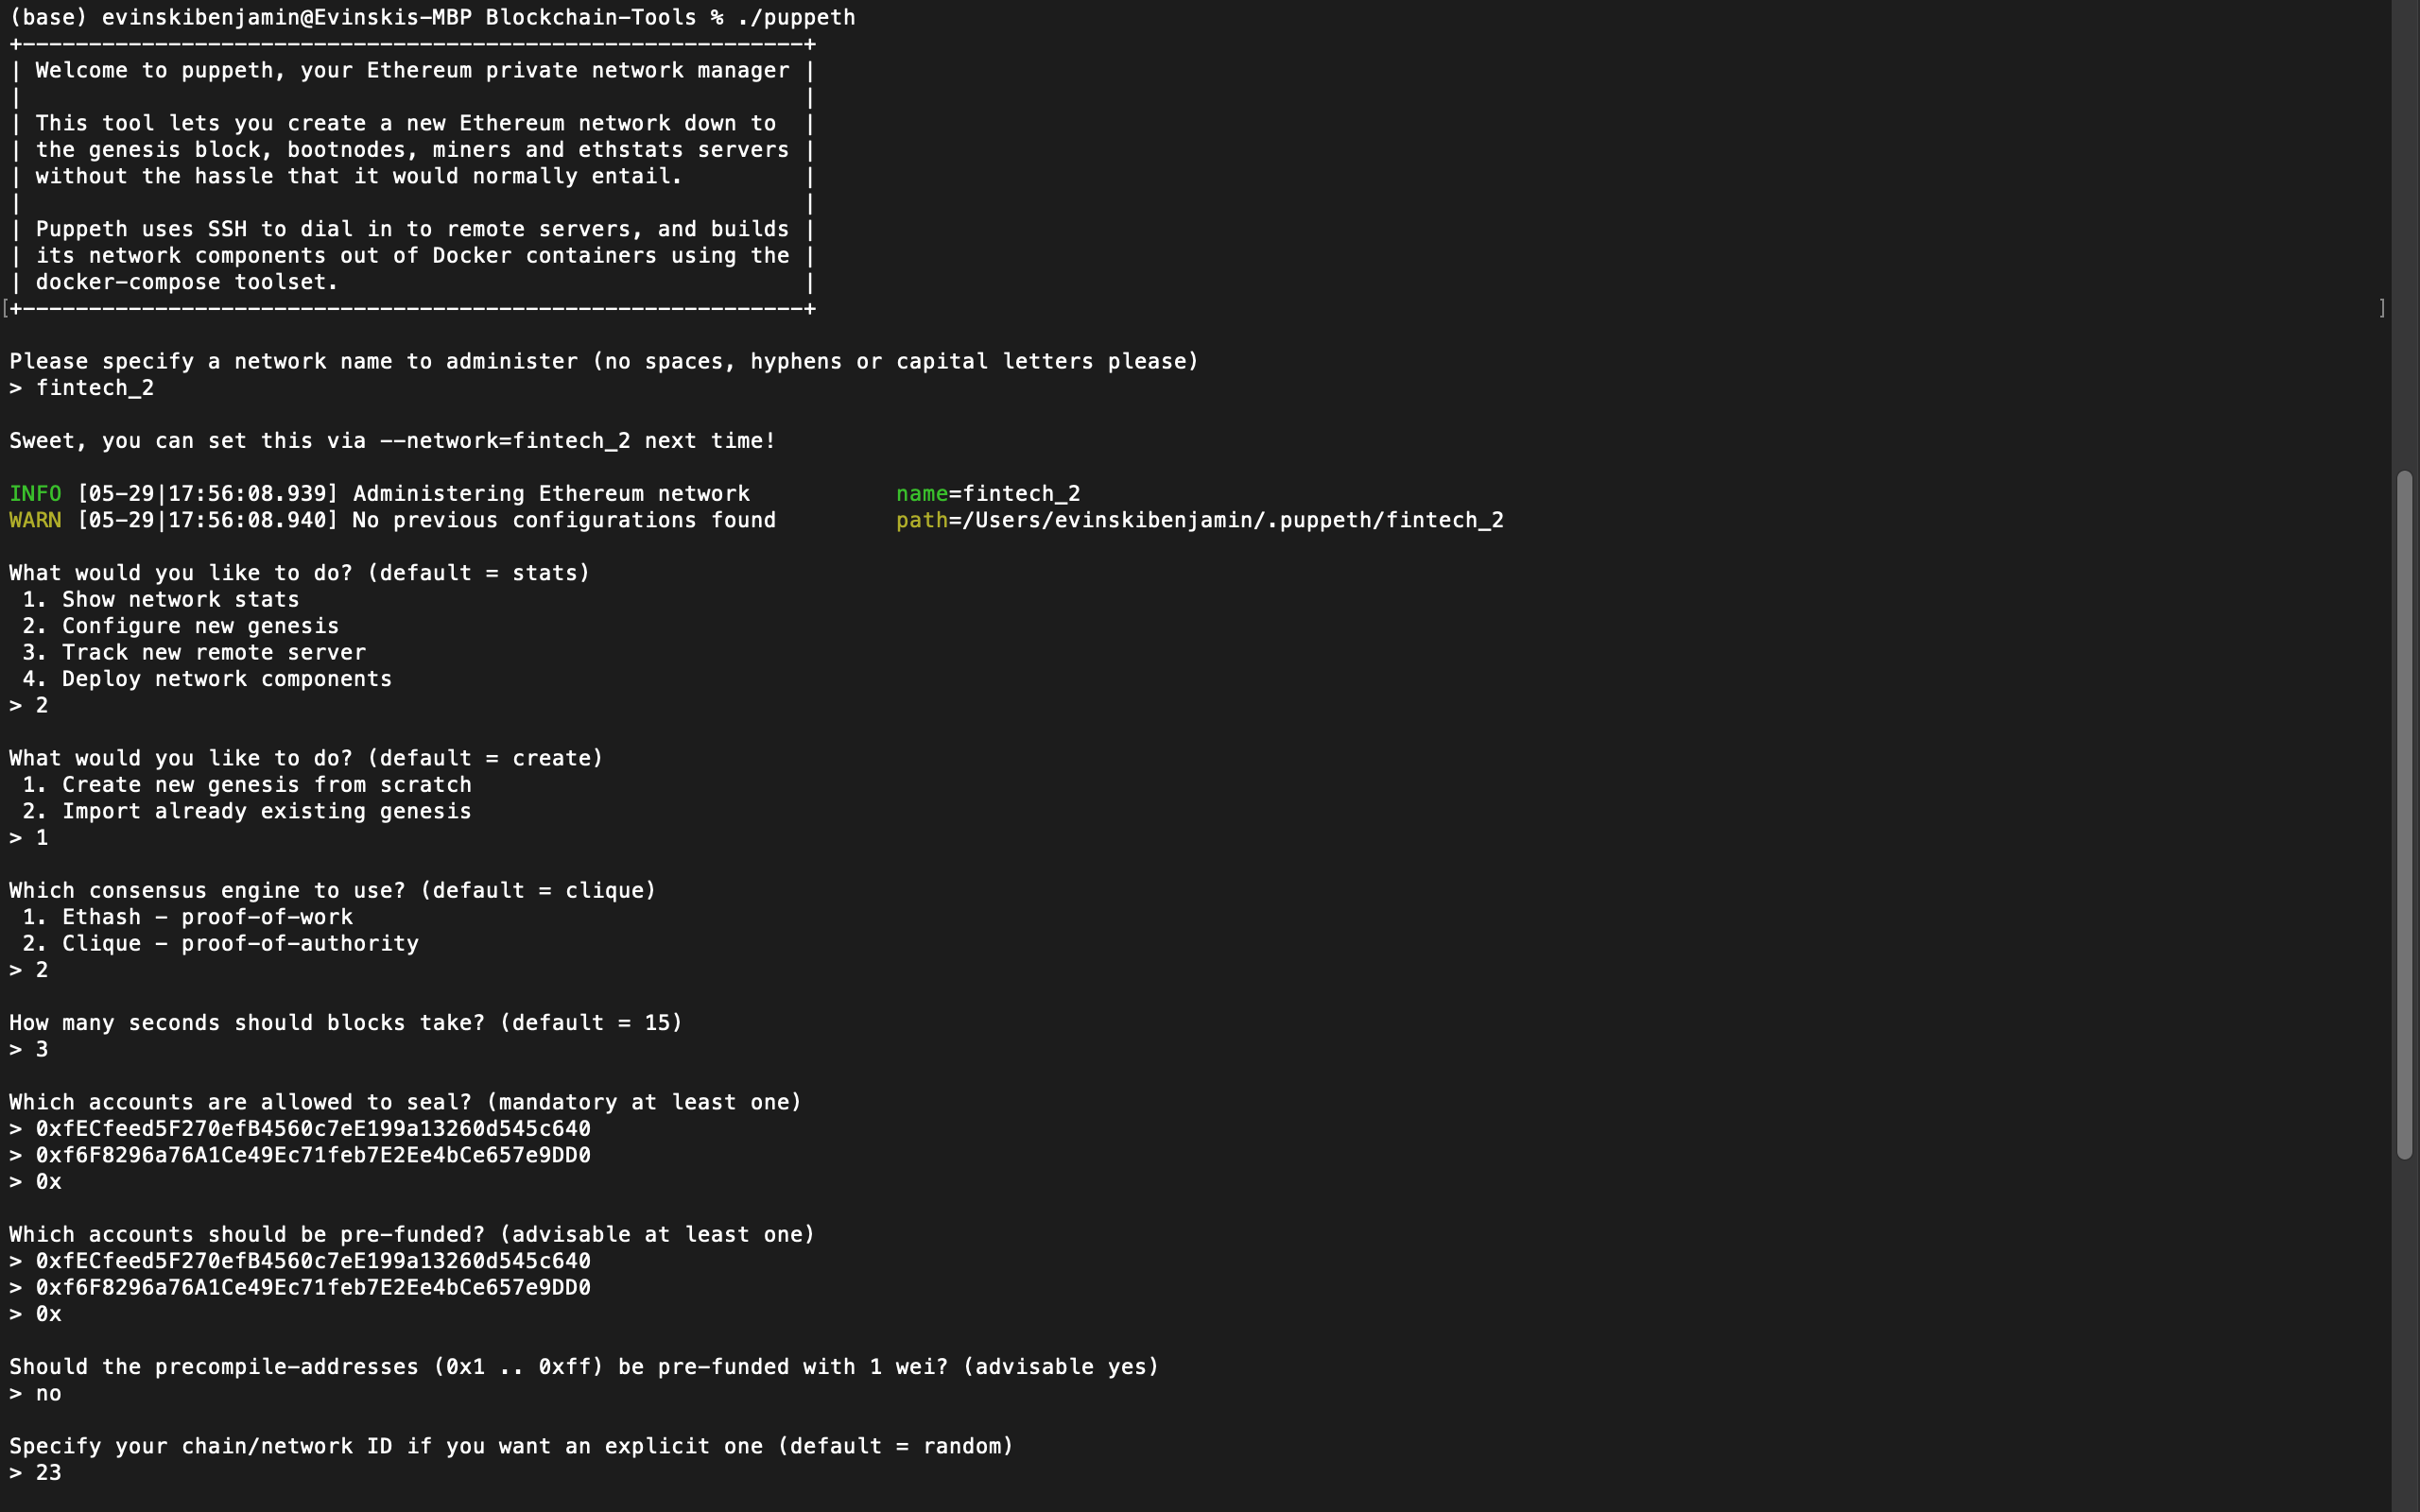 (base) evinskibenjamin@Evinskis-MBP Blockchain-Tools % ./puppeth
+-----------------------------------------------------------+
| Welcome to puppeth, your Ethereum private network manager |
|                                                           |
| This tool lets you create a new Ethereum network down to  |
| the genesis block, bootnodes, miners and ethstats servers |
| without the hassle that it would normally entail.         |
|                                                           |
| Puppeth uses SSH to dial in to remote servers, and builds |
| its network components out of Docker containers using the |
| docker-compose toolset.                                   |
[+-----------------------------------------------------------+ ]
Please specify a network name to administer (no spaces, hyphens or capital letters please)
> fintech_2
Sweet, you can set this via --network=fintech_2 next time!
INFO [05-29|17:56:08.939] Administering Ethereum network           name=fintech_2
WARN [05-29|17:56:08.940] No previous configurations found         path=/Users/evinskibenjamin/.puppeth/fintech_2
What would you like to do? (default = stats)
 1. Show network stats
 2. Configure new genesis
 3. Track new remote server
 4. Deploy network components
> 2
What would you like to do? (default = create)
 1. Create new genesis from scratch
 2. Import already existing genesis
> 1
Which consensus engine to use? (default = clique)
 1. Ethash - proof-of-work
 2. Clique - proof-of-authority
> 2
How many seconds should blocks take? (default = 15)
> 3
Which accounts are allowed to seal? (mandatory at least one)
> 0xfECfeed5F270efB4560c7eE199a13260d545c640
> 0xf6F8296a76A1Ce49Ec71feb7E2Ee4bCe657e9DD0
> 0x
Which accounts should be pre-funded? (advisable at least one)
> 0xfECfeed5F270efB4560c7eE199a13260d545c640
> 0xf6F8296a76A1Ce49Ec71feb7E2Ee4bCe657e9DD0
> 0x
Should the precompile-addresses (0x1 .. 0xff) be pre-funded with 1 wei? (advisable yes)
> no
Specify your chain/network ID if you want an explicit one (default = random)
> 23